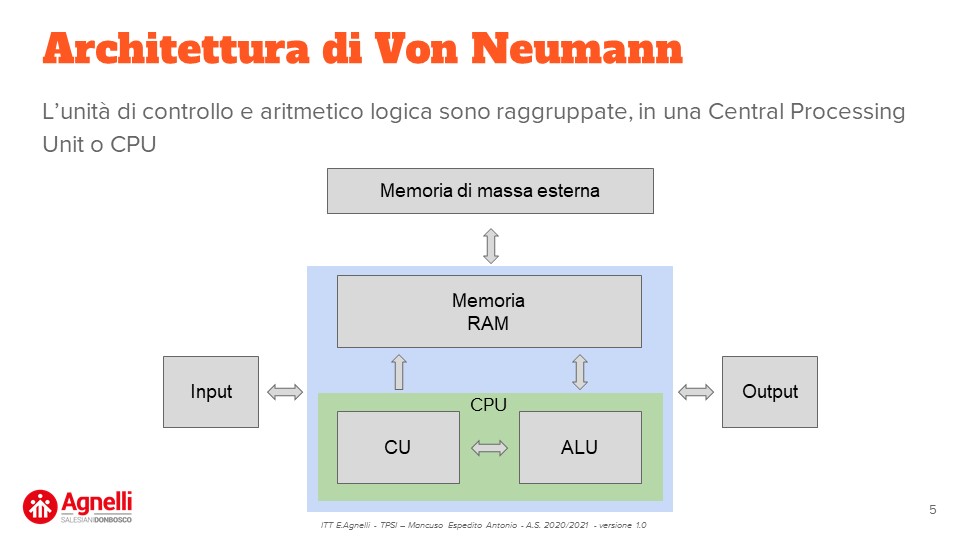 Architettura di Von Neumann
L’unità di controllo e aritmetico logica sono raggruppate, in una Central Processing
Unit o CPU
Memoria di massa esterna
Memoria
RAM
Input
Output
CPU
CU
ALU
Agnelli
SALESIANI DONBOSCO
5
ITT E.Agnelli - TPSI – Mancuso Espedito Antonio - A.S. 2020/2021 - versione 1.0